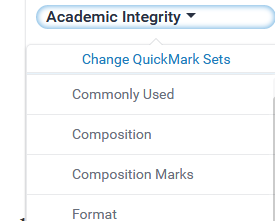 Academic Integrity
Change QuickMark Sets
Commonly Used
Composition
Composition Marks
Format